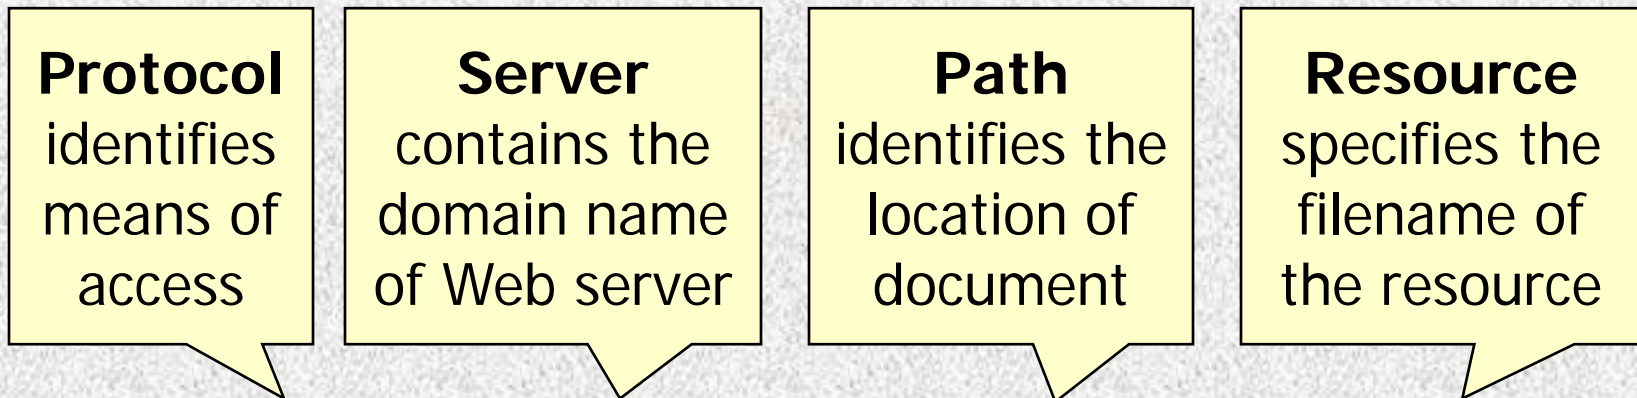 Protocol
identifies
means of
access
Server
contains the
domain name
of Web server
Path
identifies the
location of
document
Resource
specifies the
filename of
the resource